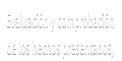 Evaluación y comprobación
de los hechos presentados,